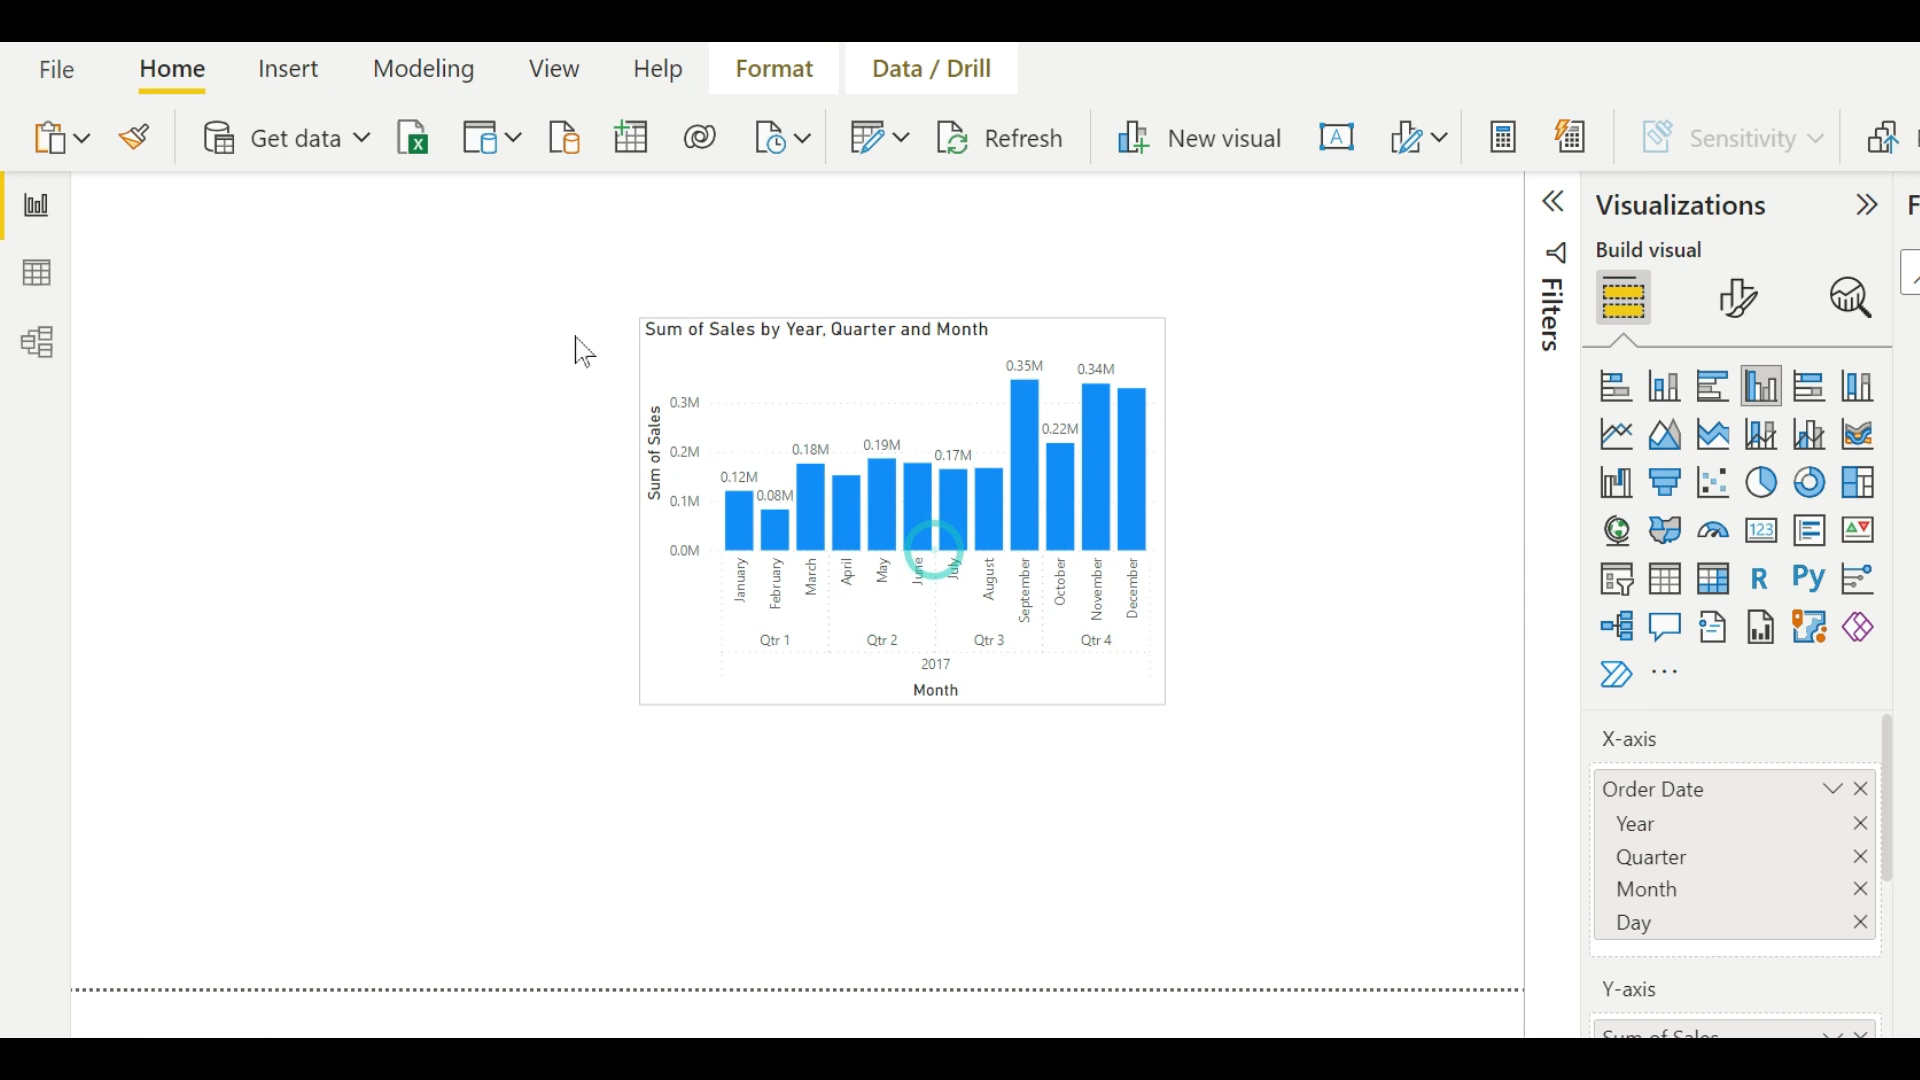 File Home Insert Modeling View Help Format Data / Drill
Get data Refresh New visual Sensitivity
Visualizations
Build visual
Filters
Sum of Sales by Year, Quarter and Month
Sum of Sales
0.3M
0.2M
0.1M
0.0M
0.12M 0.08M 0.18M 0.19M 0.17M 0.35M 0.22M 0.34M
January February March April May June July August September October November December
Qtr 1 Qtr 2 Qtr 3 Qtr 4
2017
Month
123
R Py
X-axis
Order Date
Year
Quarter
Month
Day
Y-axis
Sum of Sales